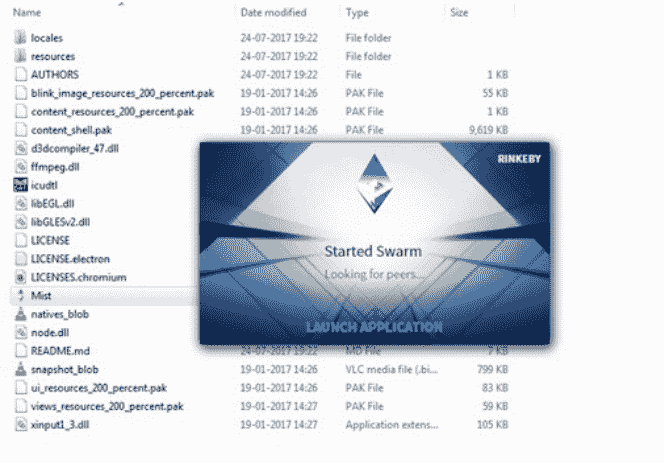 Name Date modified Type Size
locales 24-07-2017 19:22 File folder
resources 24-07-2017 19:22 File folder
AUTHORS 24-07-2017 19:22 File 1 KB
blink_image_resources_200_percent.pak 19-01-2017 14:26 PAK File 55 KB
content_resources_200_percent.pak 19-01-2017 14:26 PAK File 1 KB
content_shell.pak 19-01-2017 14:26 PAK File 9,619 KB
d3dcompiler_47.dll
ffmpeg.dll
RINKEBY
icudtl
libEGL.dll
libGLESv2.dll
LICENSE
LICENSE.electron
Started Swarm
LICENSES.chromium
Looking for peers...
Mist
natives_blob
node.dll
LAUNCH APPLICATION
README.md 24-07-2017 19:22 MD File 7 KB
snapshot_blob 19-01-2017 14:26 VLC media file (.bi... 799 KB
ui_resources_200_percent.pak 19-01-2017 14:26 PAK File 83 KB
views_resources_200_percent.pak 19-01-2017 14:27 PAK File 59 KB
xinput1_3.dll 19-01-2017 14:27 Application extens... 105 KB